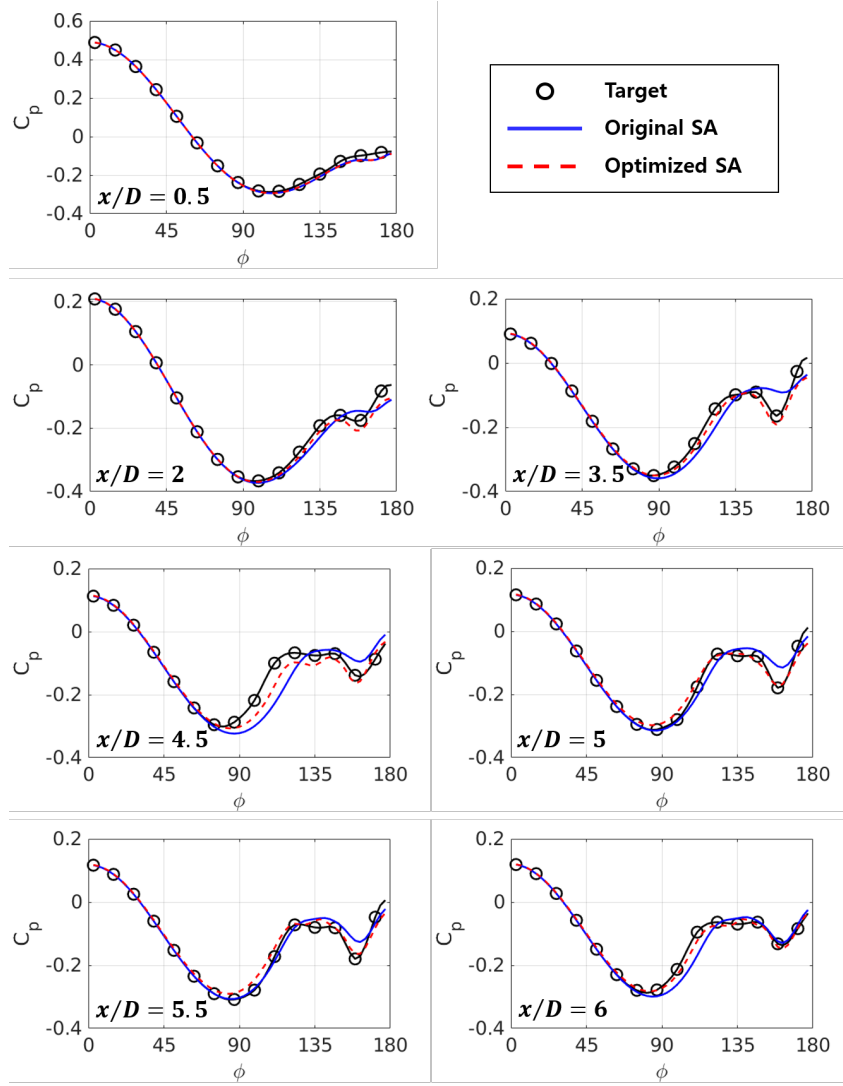 0.6
0.4
0.2
0
-0.2
-0.4
C_p
x/D = 0.5
0 45 90 135 180
ϕ
Target
Original SA
Optimized SA
0.2
0
-0.2
-0.4
C_p
x/D = 2
0 45 90 135 180
ϕ
0.2
0
-0.2
-0.4
C_p
x/D = 3.5
0 45 90 135 180
ϕ
0.2
0
-0.2
-0.4
C_p
x/D = 4.5
0 45 90 135 180
ϕ
0.2
0
-0.2
-0.4
C_p
x/D = 5
0 45 90 135 180
ϕ
0.2
0
-0.2
-0.4
C_p
x/D = 5.5
0 45 90 135 180
ϕ
0.2
0
-0.2
-0.4
C_p
x/D = 6
0 45 90 135 180
ϕ